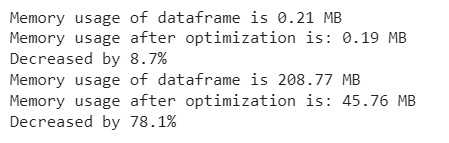 Memory usage of dataframe is 0.21 MB
Memory usage after optimization is: 0.19 MB
Decreased by 8.7%
Memory usage of dataframe is 208.77 MB
Memory usage after optimization is: 45.76 MB
Decreased by 78.1%